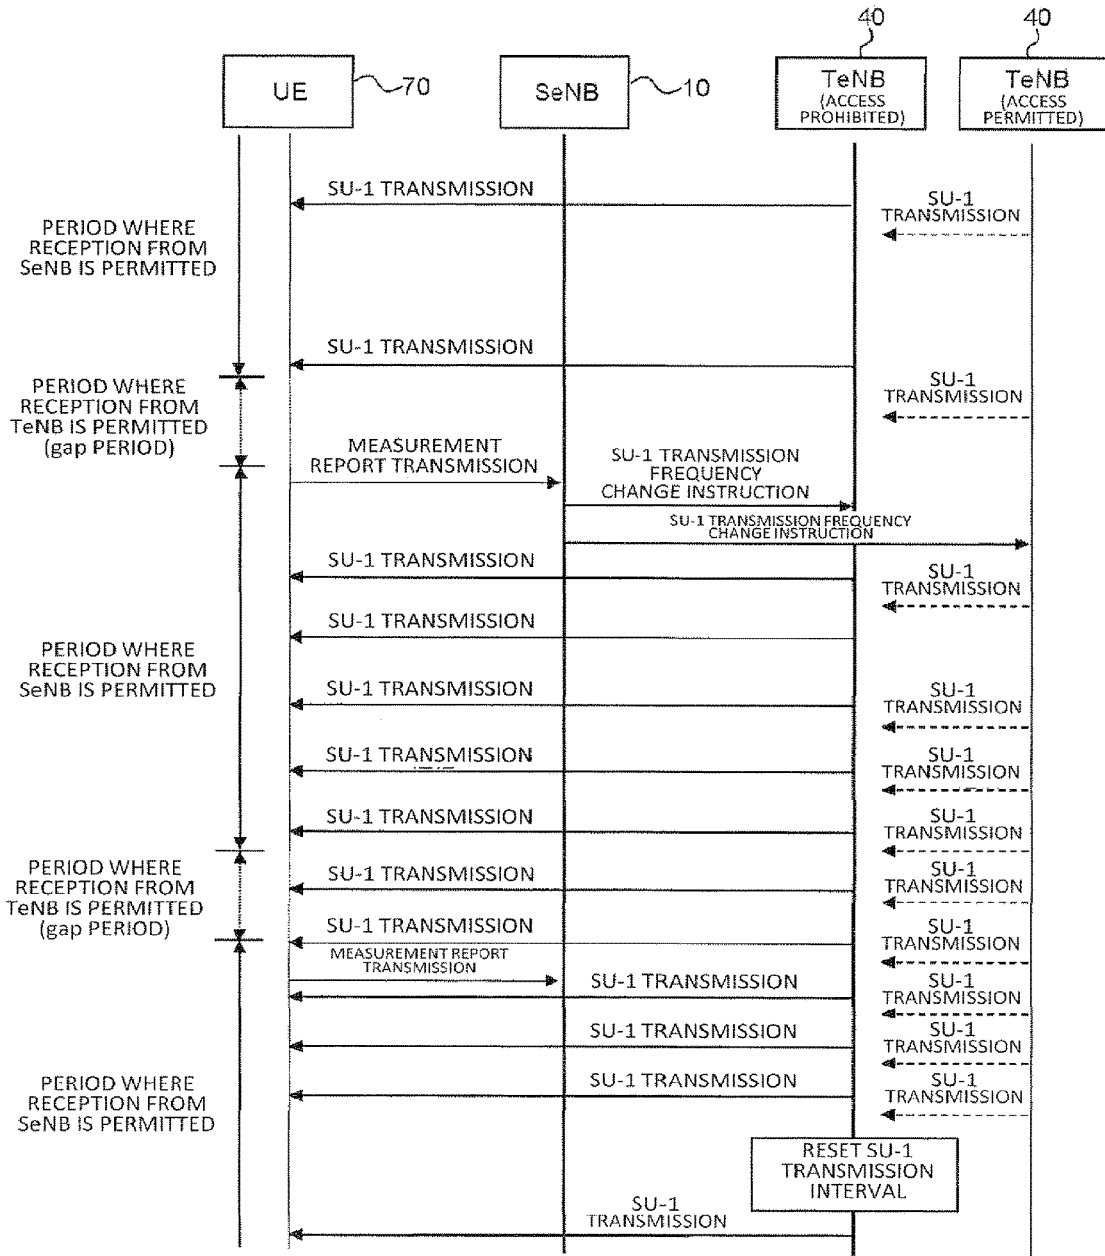 40
40
UE
70
SeNB
10
TeNB
(ACCESS
PROHIBITED)
TeNB
(ACCESS
PERMITTED)
SU-1 TRANSMISSION
SU-1
TRANSMISSION
PERIOD WHERE
RECEPTION FROM
SeNB IS PERMITTED
SU-1 TRANSMISSION
SU-1
TRANSMISSION
PERIOD WHERE
RECEPTION FROM
TeNB IS PERMITTED
(gap PERIOD)
MEASUREMENT
REPORT TRANSMISSION
SU-1 TRANSMISSION
FREQUENCY
CHANGE INSTRUCTION
SU-1 TRANSMISSION FREQUENCY
CHANGE INSTRUCTION
SU-1 TRANSMISSION
SU-1
TRANSMISSION
SU-1 TRANSMISSION
PERIOD WHERE
RECEPTION FROM
SeNB IS PERMITTED
SU-1 TRANSMISSION
SU-1
TRANSMISSION
SU-1 TRANSMISSION
SU-1
TRANSMISSION
SU-1 TRANSMISSION
SU-1
TRANSMISSION
PERIOD WHERE
RECEPTION FROM
TeNB IS PERMITTED
(gap PERIOD)
SU-1 TRANSMISSION
SU-1
TRANSMISSION
SU-1 TRANSMISSION
SU-1
TRANSMISSION
MEASUREMENT REPORT
TRANSMISSION
SU-1 TRANSMISSION
SU-1
TRANSMISSION
SU-1 TRANSMISSION
SU-1
TRANSMISSION
PERIOD WHERE
RECEPTION FROM
SeNB IS PERMITTED
SU-1 TRANSMISSION
SU-1
TRANSMISSION
RESET SU-1
TRANSMISSION
INTERVAL
SU-1
TRANSMISSION